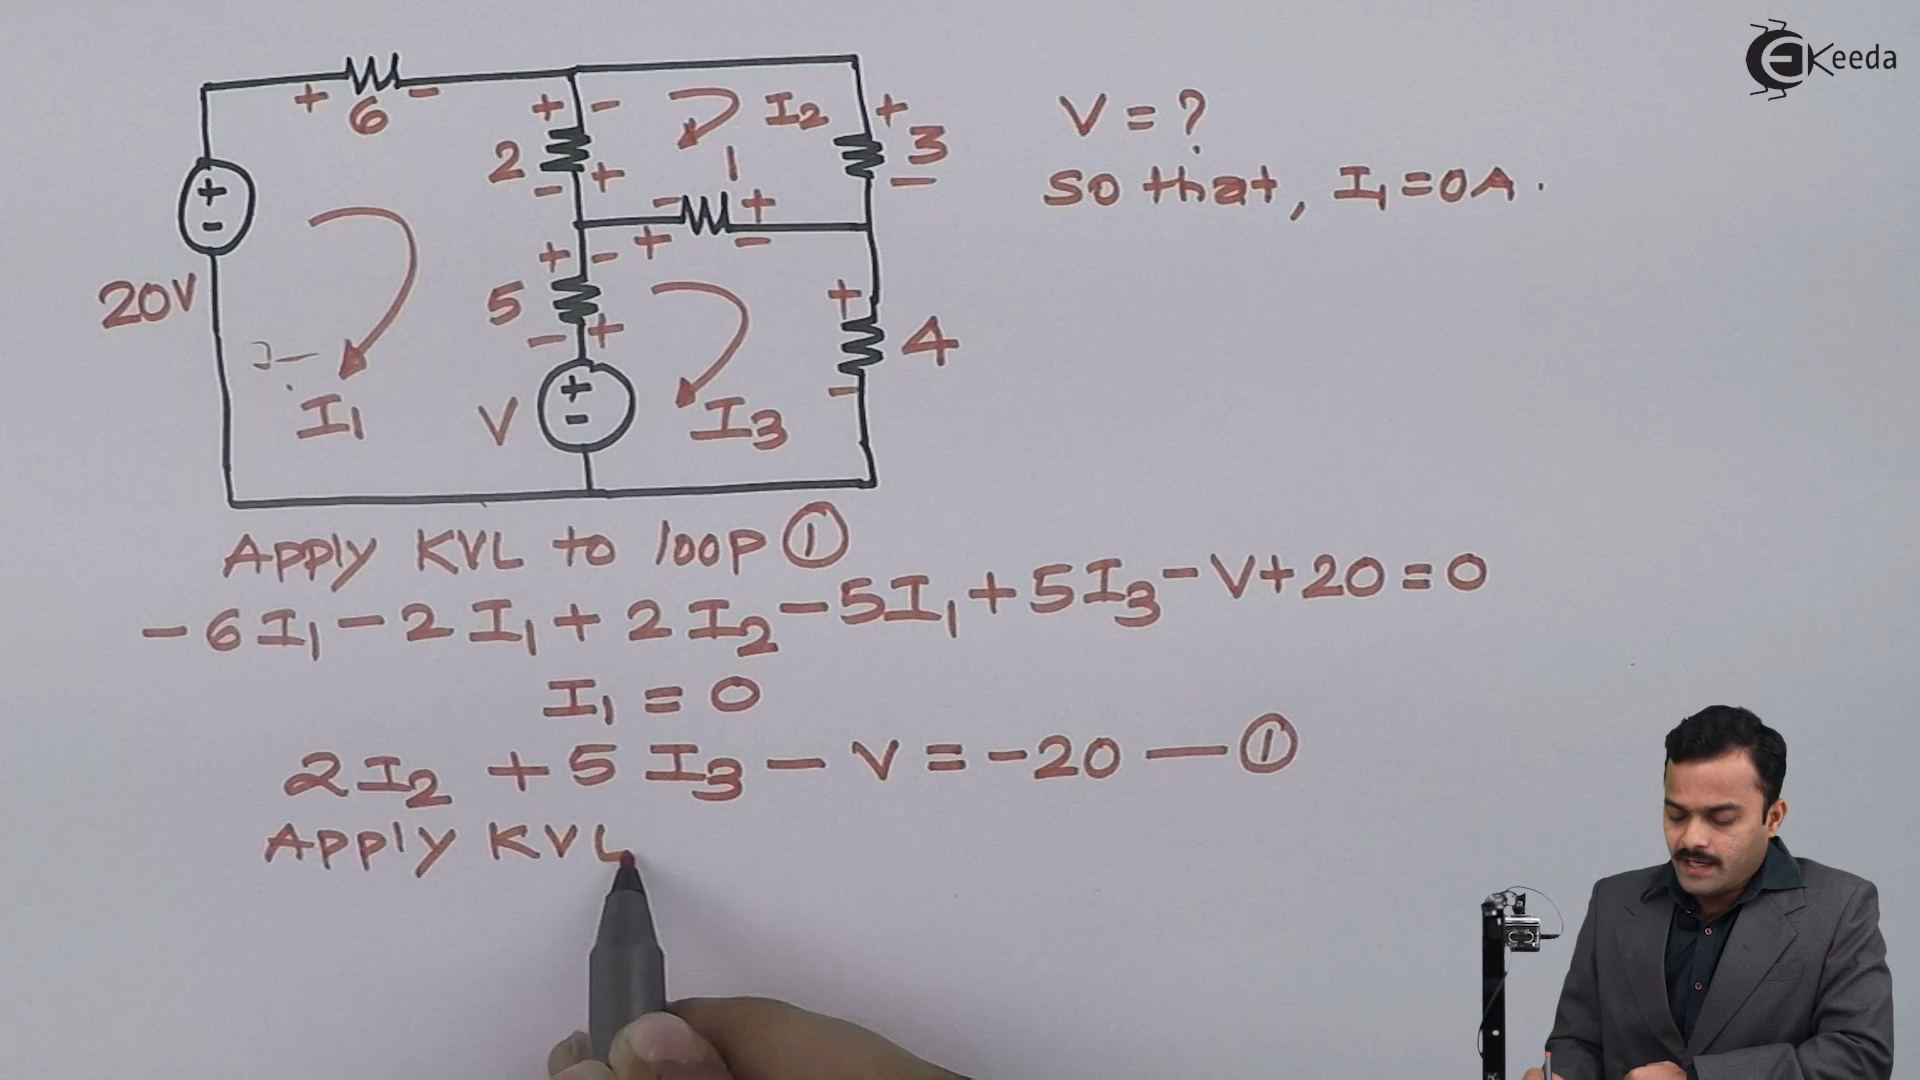 Keeda
+ 6 -
+ - I2 +
2 1 3
- + - + -
V = ?
So that, I1 = 0A.
+ -
+ - +
20V 5 4
- + -
I1 V I3
Apply KVL to loop ①
-6I1 - 2I1 + 2I2 - 5I1 + 5I3 - V + 20 = 0
I1 = 0
2I2 + 5I3 - V = -20 — ①
Apply KVL